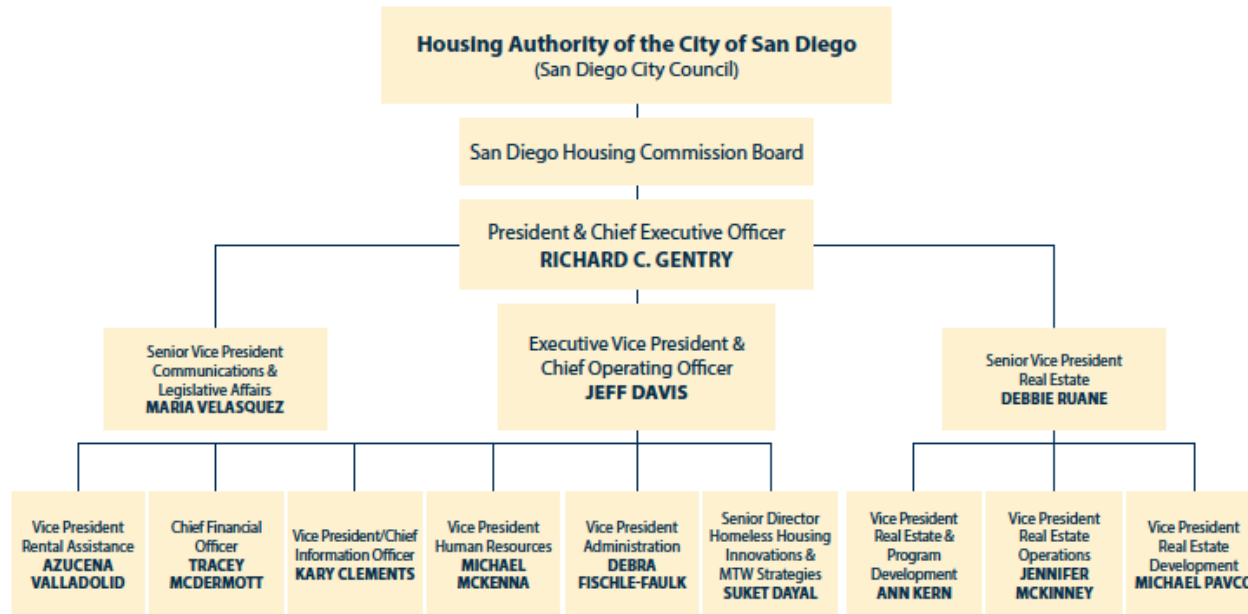 Housing Authority of the City of San Diego
(San Diego City Council)
San Diego Housing Commission Board
President & Chief Executive Officer
RICHARD C. GENTRY
Senior Vice President
Communications &
Legislative Affairs
MARIA VELASQUEZ
Executive Vice President &
Chief Operating Officer
JEFF DAVIS
Senior Vice President
Real Estate
DEBBIE RUANE
Vice President
Rental Assistance
AZUCENA
VALLADOLID
Chief Financial
Officer
TRACEY
MCDERMOTT
Vice President/Chief
Information Officer
KARY CLEMENTS
Vice President
Human Resources
MICHAEL
MCKENNA
Vice President
Administration
DEBRA
FISCHLE-FAULK
Senior Director
Homeless Housing
Innovations &
MTW Strategies
SUKET DAYAL
Vice President
Real Estate &
Program
Development
ANN KERN
Vice President
Real Estate
Operations
JENNIFER
MCKINNEY
Vice President
Real Estate
Development
MICHAEL PAVCO